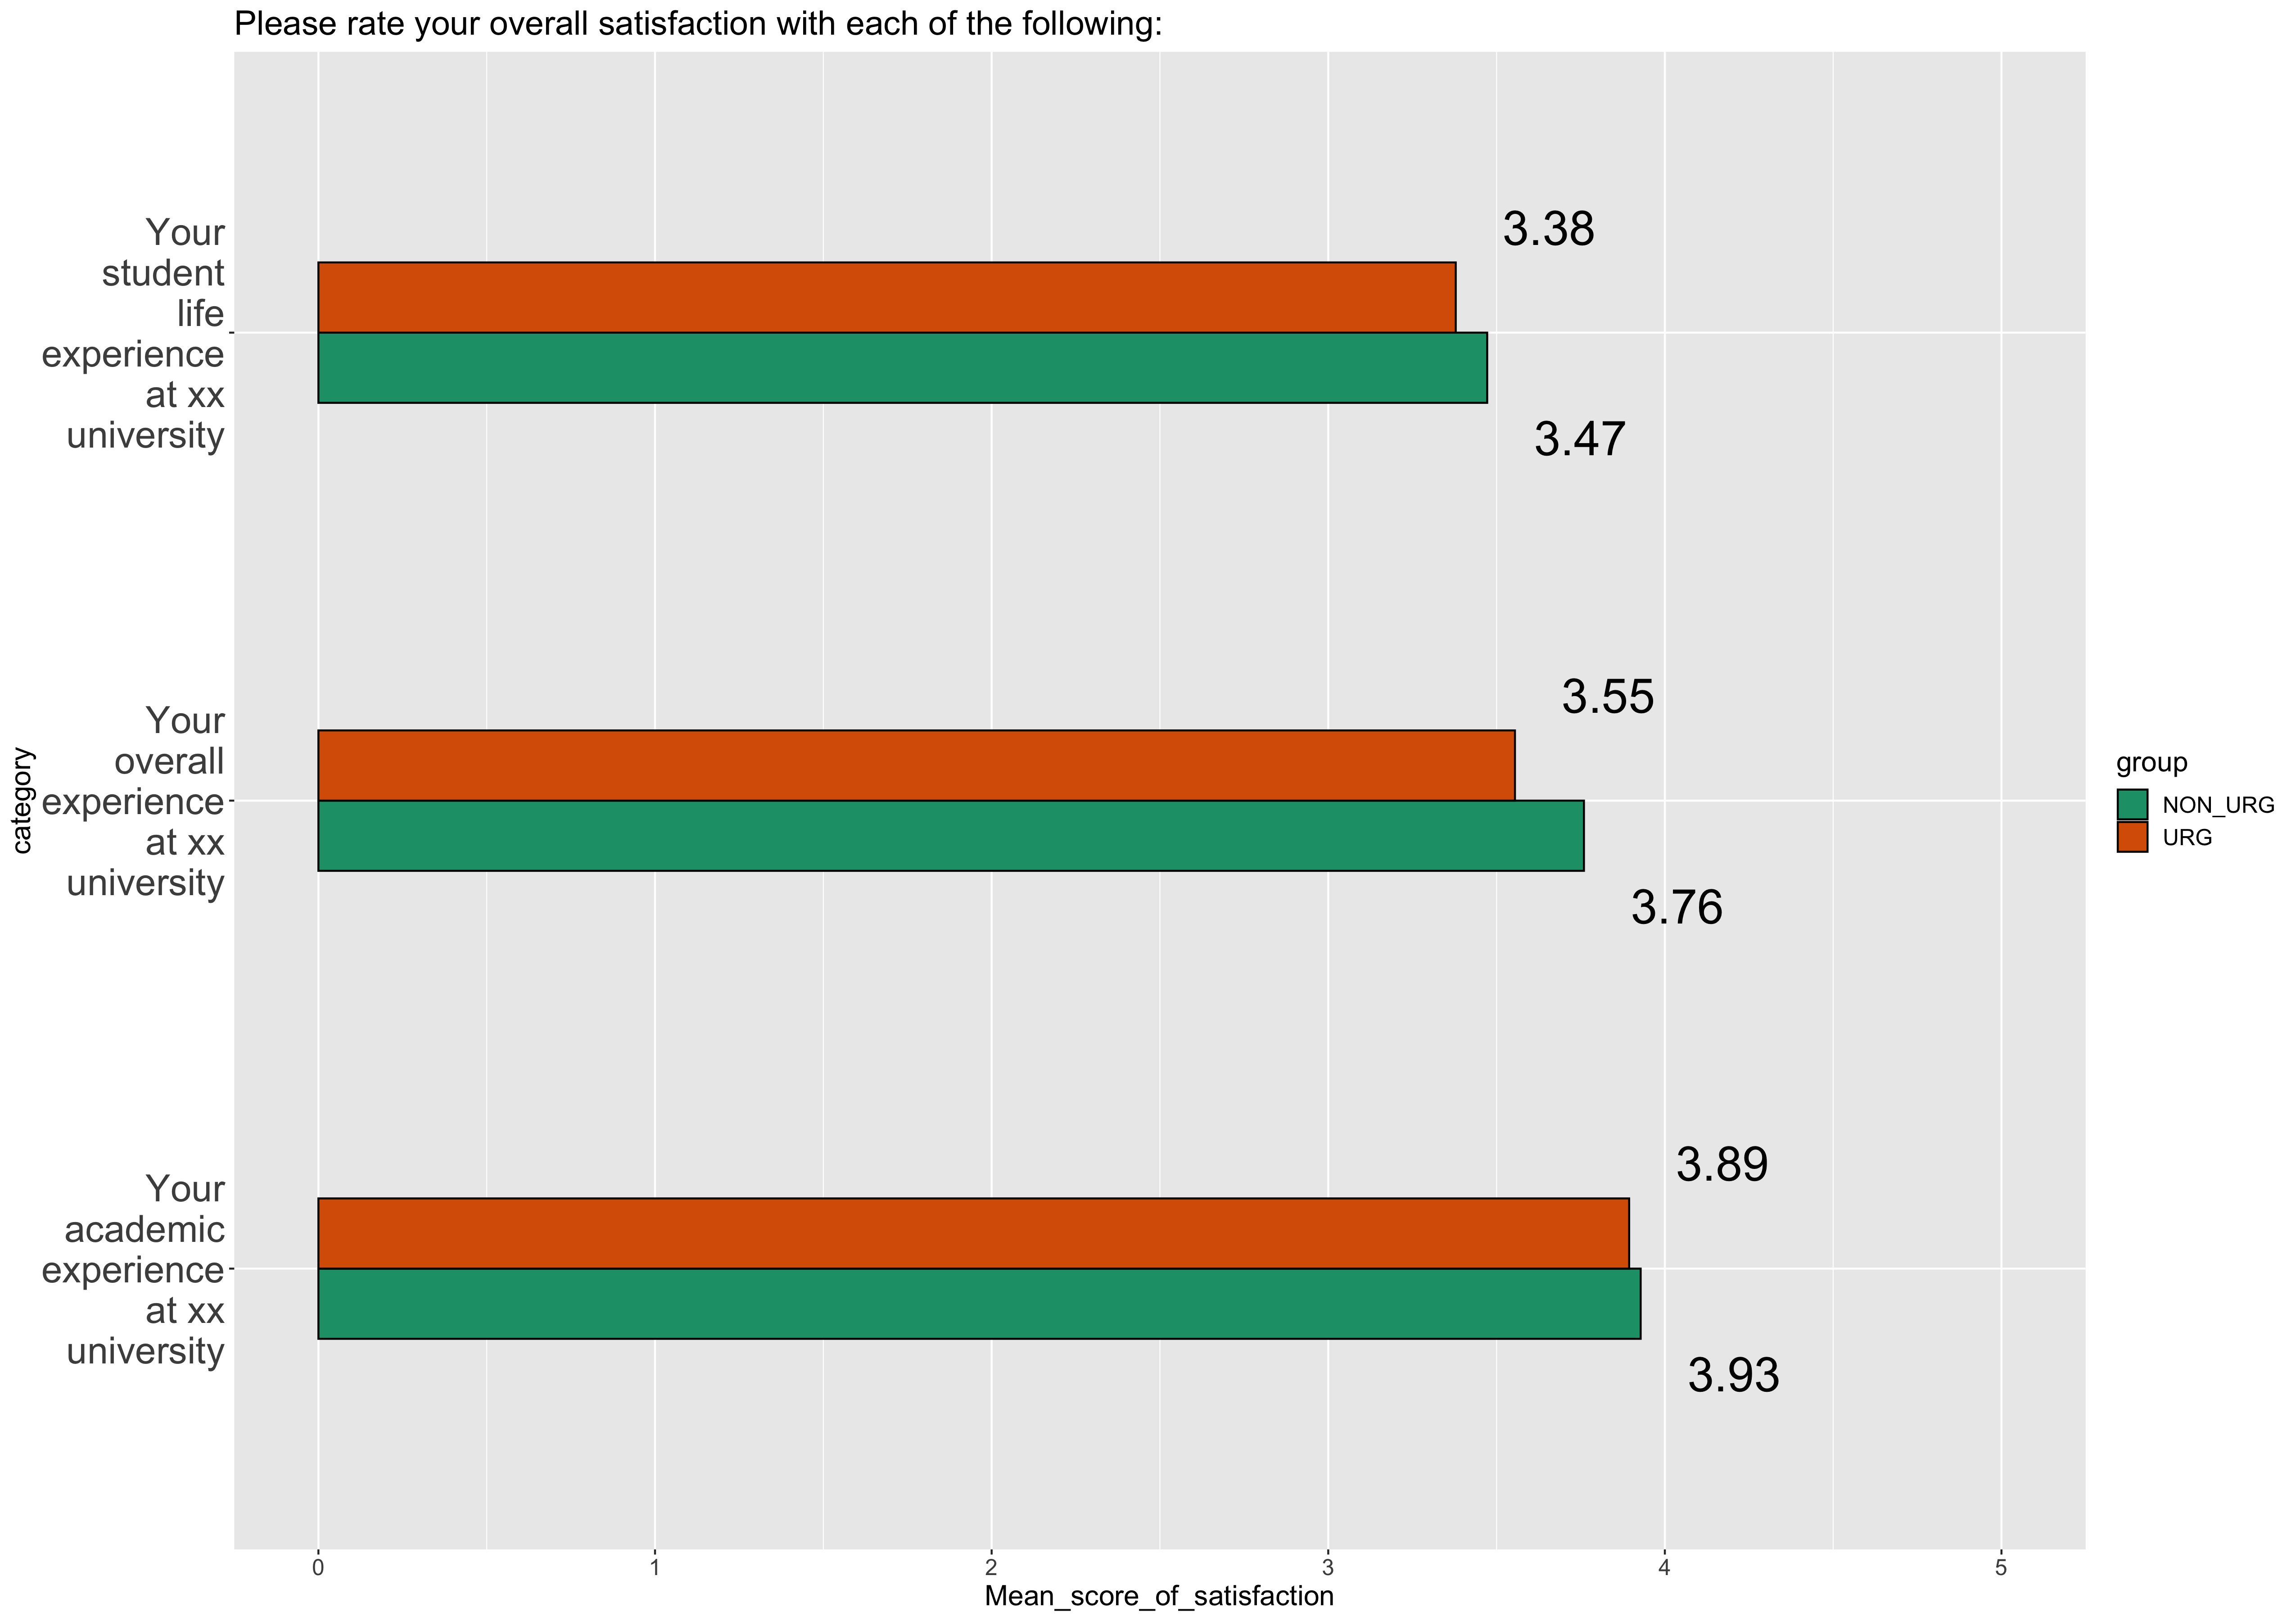 Please rate your overall satisfaction with each of the following:
category
Your
student
life
experience
at xx
university
3.38
3.47
Your
overall
experience
at xx
university
3.55
3.76
Your
academic
experience
at xx
university
3.89
3.93
0 1 2 3 4 5
Mean_score_of_satisfaction
group
NON_URG
URG